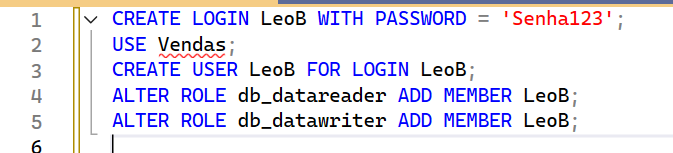 1 CREATE LOGIN LeoB WITH PASSWORD = 'Senha123';
2 USE Vendas;
3 CREATE USER LeoB FOR LOGIN LeoB;
4 ALTER ROLE db_datareader ADD MEMBER LeoB;
5 ALTER ROLE db_datawriter ADD MEMBER LeoB;
6